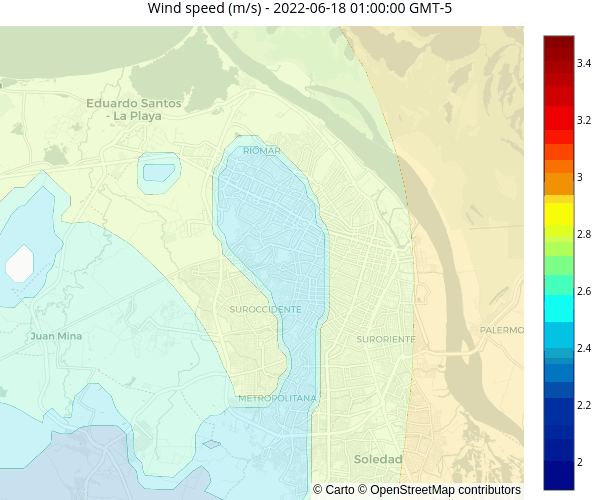 Wind speed (m/s) - 2022-06-18 01:00:00 GMT-5
3.4
Eduardo Santos
- La Playa
3.2
RIOMAR
3
2.8
2.6
SUROCCIDENTE
PALERMO
Juan Mina
SURORIENTE
2.4
METROPOLITANA
2.2
Soledad
2
© Carto © OpenStreetMap contributors